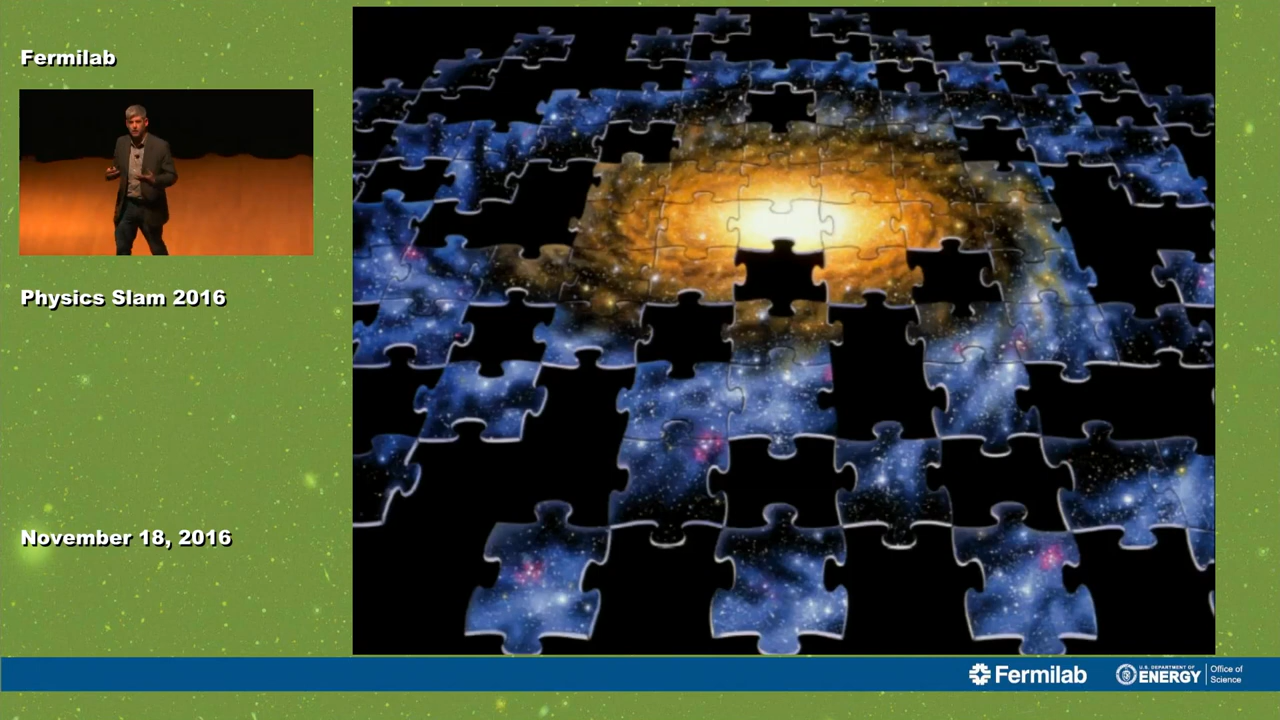 Fermilab
Physics Slam 2016
November 18, 2016
Fermilab
U.S. DEPARTMENT OF
ENERGY
Office of
Science